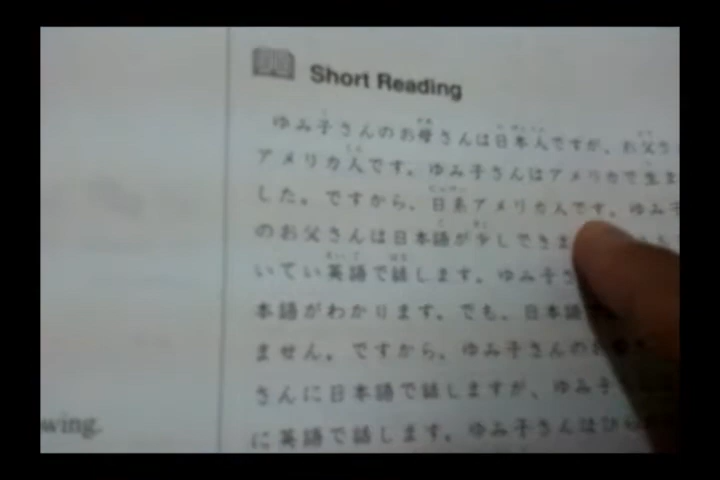 Short Reading
ゆみ子さんのお母さんは日本人ですが、お父さ
アメリカ人です。ゆみ子さんはアメリカで生ま
した。ですから、日系アメリカ人です。ゆみ子
のお父さんは日本語が少しできま
いてい英語で話します。ゆみ子さ
本語がわかります。でも、日本語
ません。ですから、ゆみ子さんのお
さんに日本語で話しますが、ゆみ子
に英語で話します。ゆみ子さんはひ
wing.